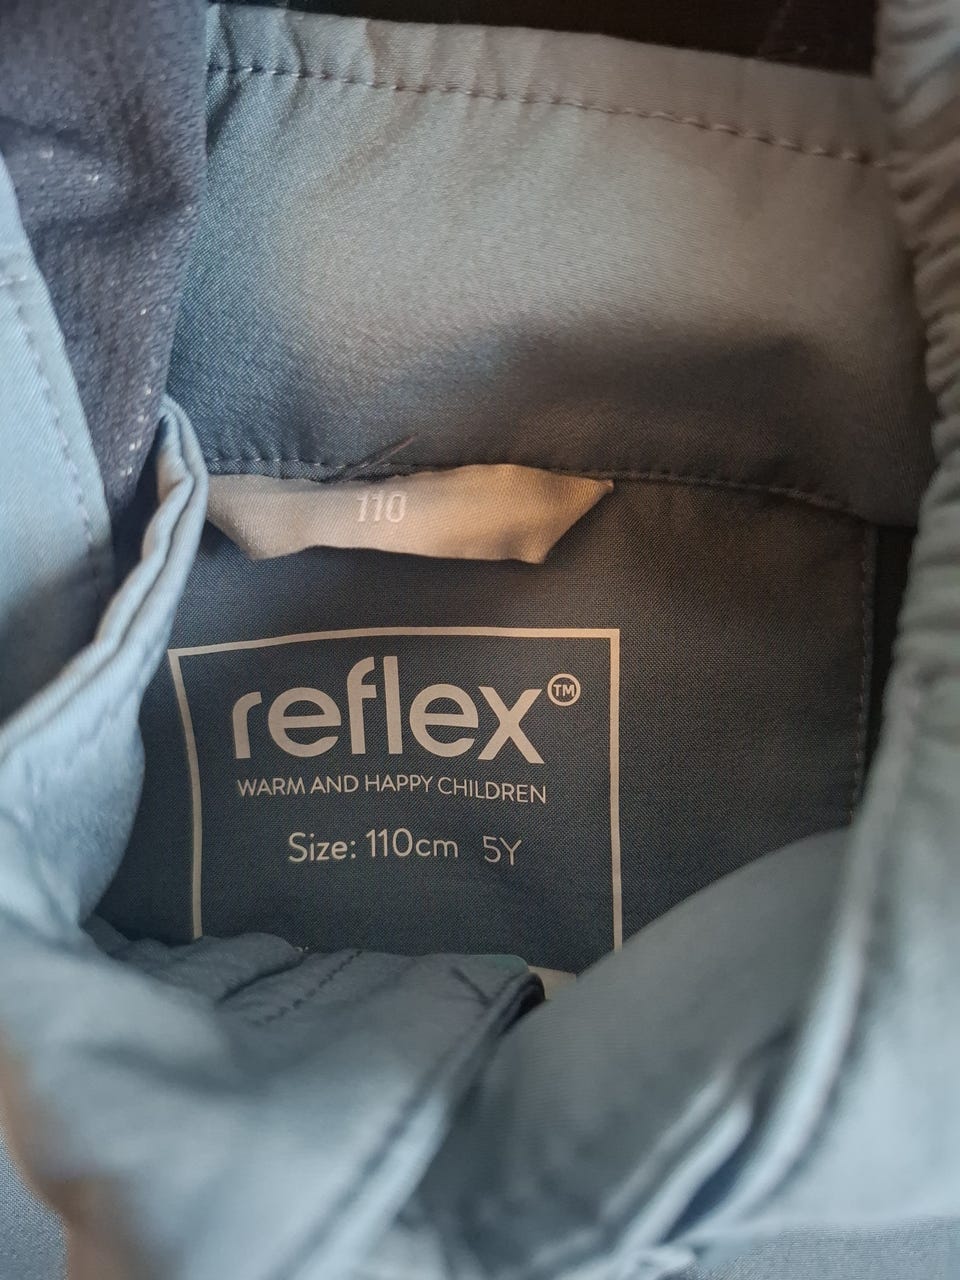 110
reflex™
WARM AND HAPPY CHILDREN
Size: 110cm 5Y